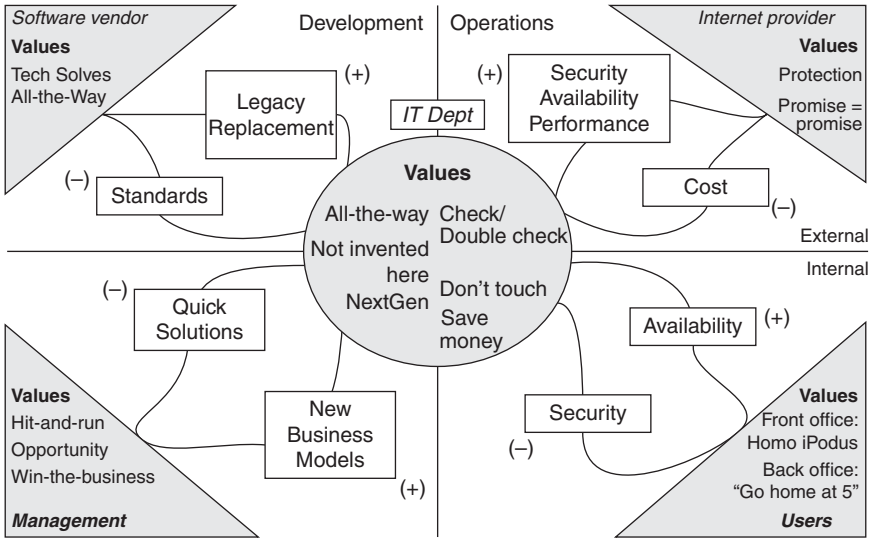 Software vendor
Values
Tech Solves
All-the-Way
Development
Operations
Internet provider
Values
Protection
Promise =
promise
(+)
Legacy
Replacement
(–)
Standards
IT Dept
(+)
Security
Availability
Performance
Cost
(–)
External
Internal
Values
All-the-way
Not invented
here
NextGen
Check/
Double check
Don’t touch
Save
money
(–)
Quick
Solutions
New
Business
Models
(+)
Values
Hit-and-run
Opportunity
Win-the-business
Management
Availability
(+)
Security
(–)
Values
Front office:
Homo iPodus
Back office:
“Go home at 5”
Users